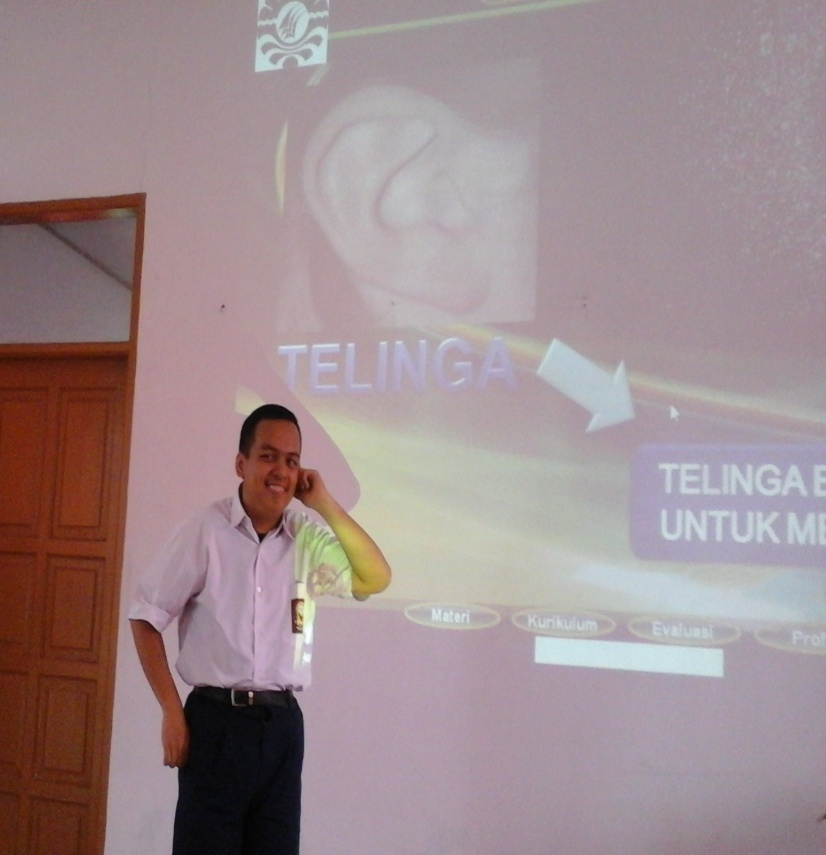 TELINGA
TELINGA
UNTUK
Materi
Kurikulum
Evaluasi